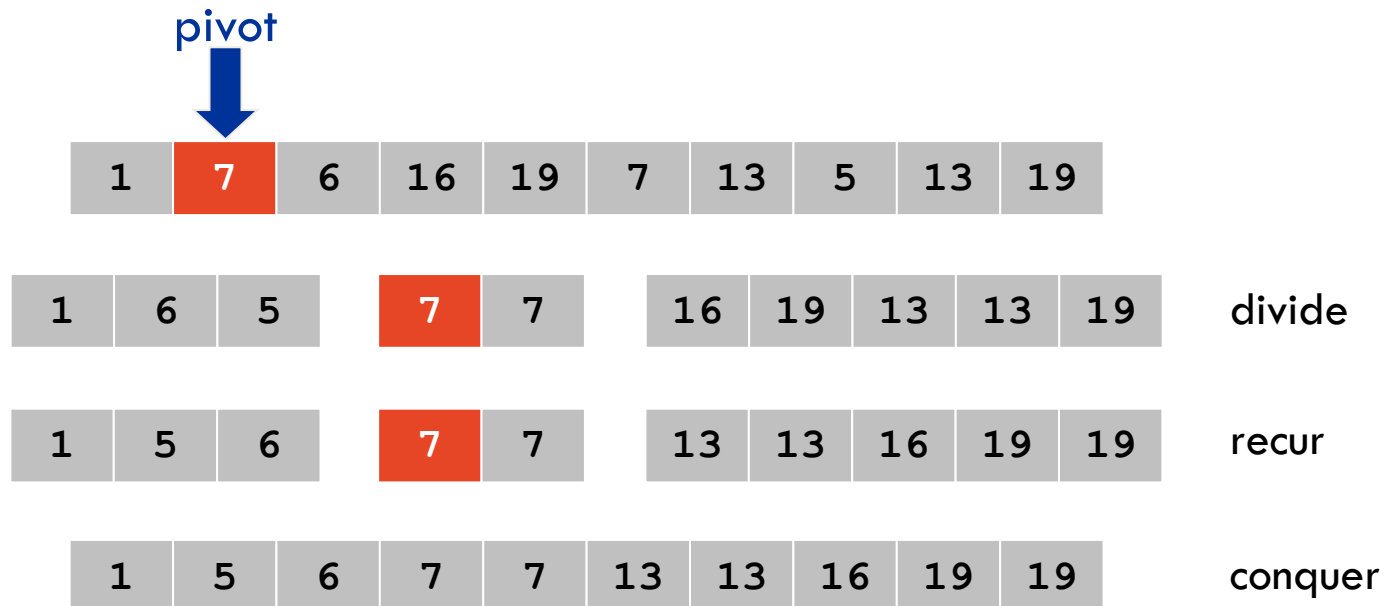 pivot
1 7 6 16 19 7 13 5 13 19
1 6 5 7 7 16 19 13 13 19 divide
1 5 6 7 7 13 13 16 19 19 recur
1 5 6 7 7 13 13 16 19 19 conquer